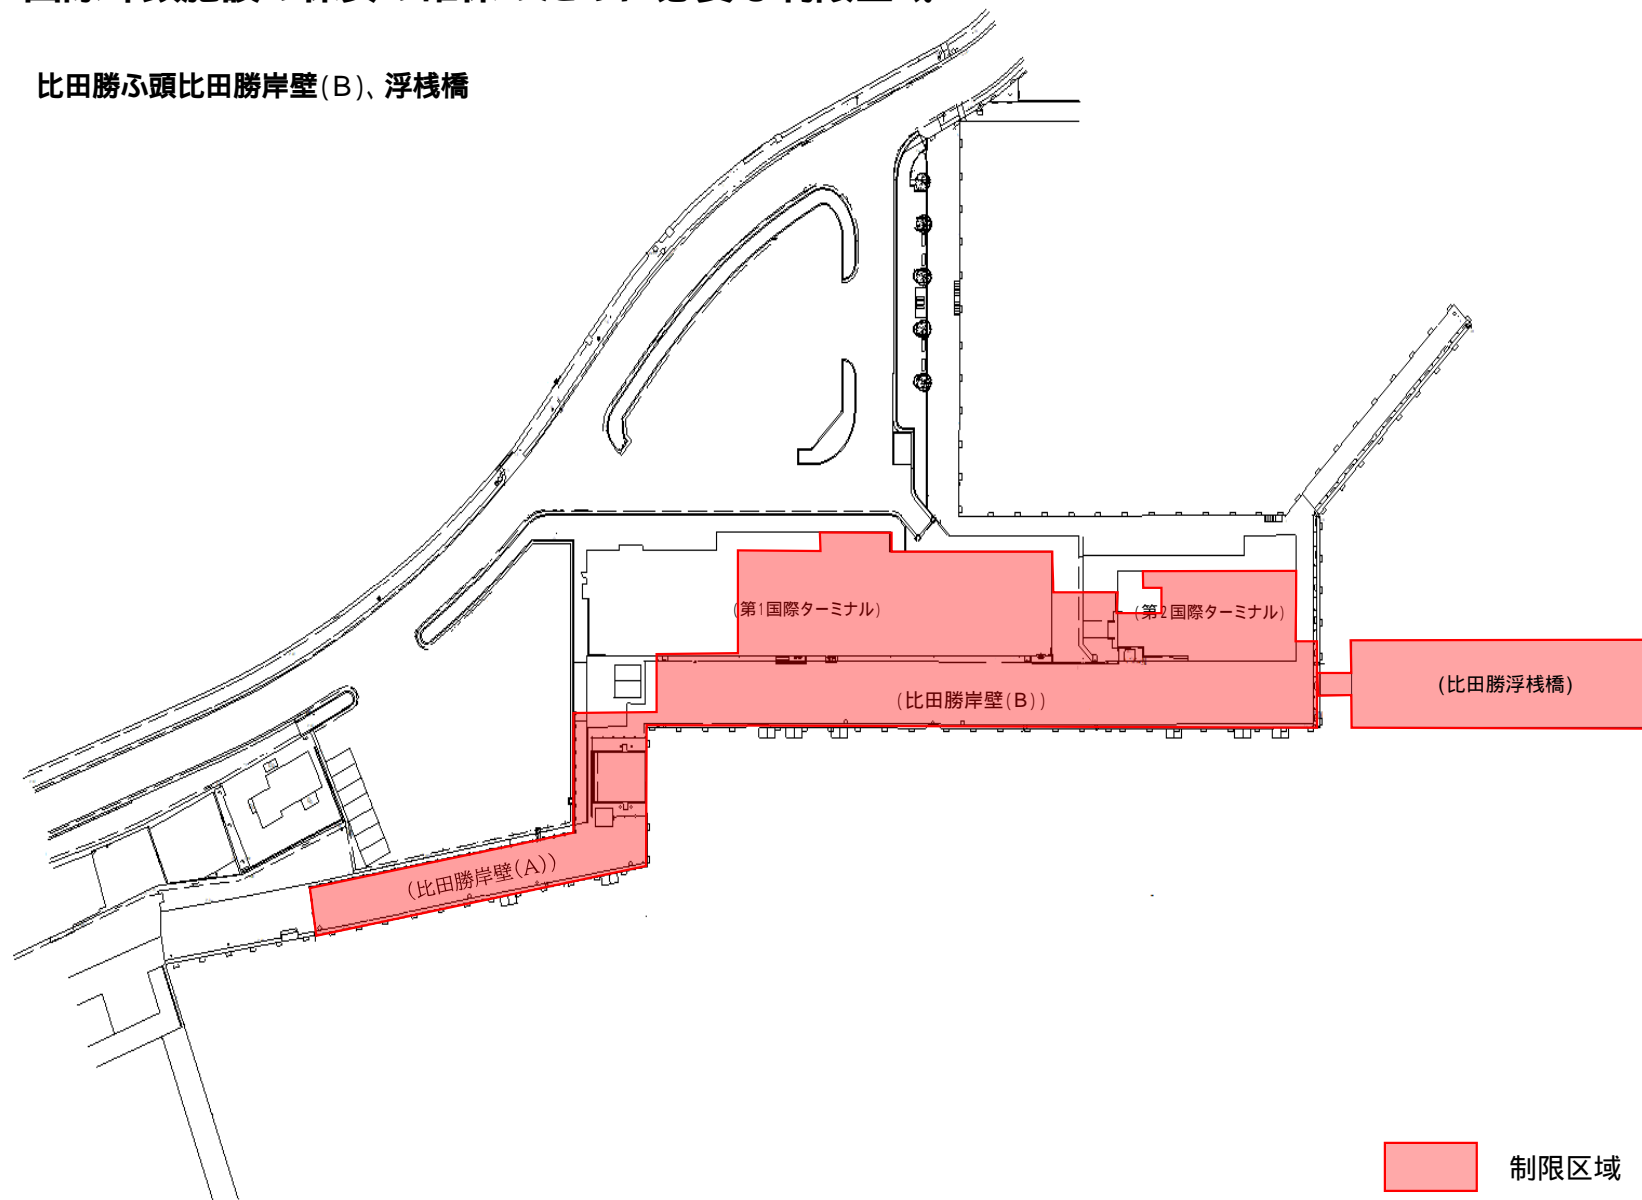 比田勝ふ頭比田勝岸壁(B)、浮桟橋
(第1国際ターミナル)
(第2国際ターミナル)
(比田勝岸壁(B))
(比田勝浮桟橋)
(比田勝岸壁(A))
制限区域